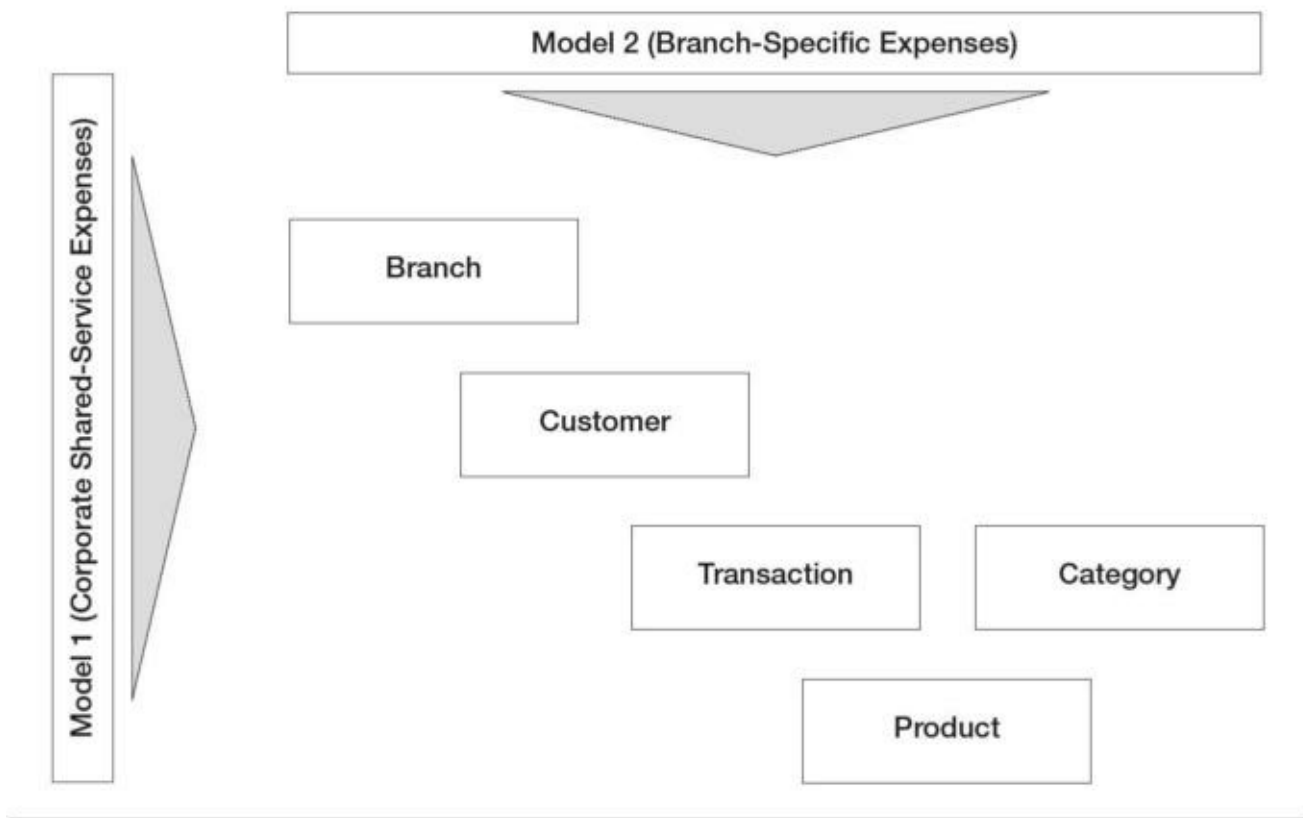 Model 2 (Branch-Specific Expenses)
Model 1 (Corporate Shared-Service Expenses)
Branch
Customer
Transaction
Category
Product